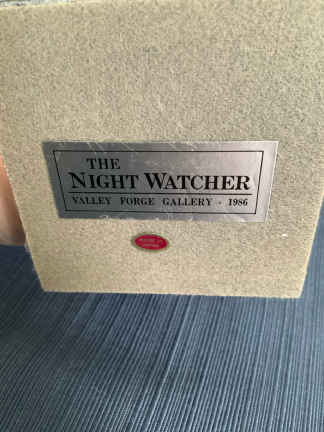 THE
NIGHT WATCHER
VALLEY FORGE GALLERY · 1986